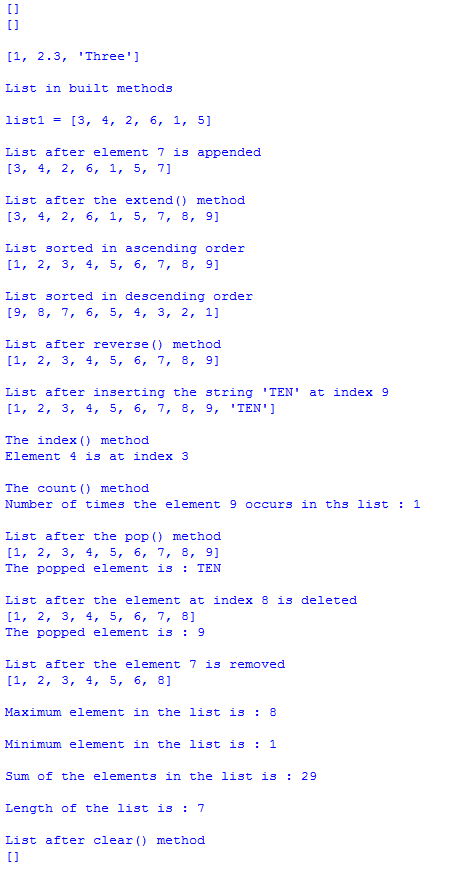 []
[]
[1, 2.3, 'Three']
List in built methods
list1 = [3, 4, 2, 6, 1, 5]
List after element 7 is appended
[3, 4, 2, 6, 1, 5, 7]
List after the extend() method
[3, 4, 2, 6, 1, 5, 7, 8, 9]
List sorted in ascending order
[1, 2, 3, 4, 5, 6, 7, 8, 9]
List sorted in descending order
[9, 8, 7, 6, 5, 4, 3, 2, 1]
List after reverse() method
[1, 2, 3, 4, 5, 6, 7, 8, 9]
List after inserting the string 'TEN' at index 9
[1, 2, 3, 4, 5, 6, 7, 8, 9, 'TEN']
The index() method
Element 4 is at index 3
The count() method
Number of times the element 9 occurs in ths list : 1
List after the pop() method
[1, 2, 3, 4, 5, 6, 7, 8, 9]
The popped element is : TEN
List after the element at index 8 is deleted
[1, 2, 3, 4, 5, 6, 7, 8]
The popped element is : 9
List after the element 7 is removed
[1, 2, 3, 4, 5, 6, 8]
Maximum element in the list is : 8
Minimum element in the list is : 1
Sum of the elements in the list is : 29
Length of the list is : 7
List after clear() method
[]